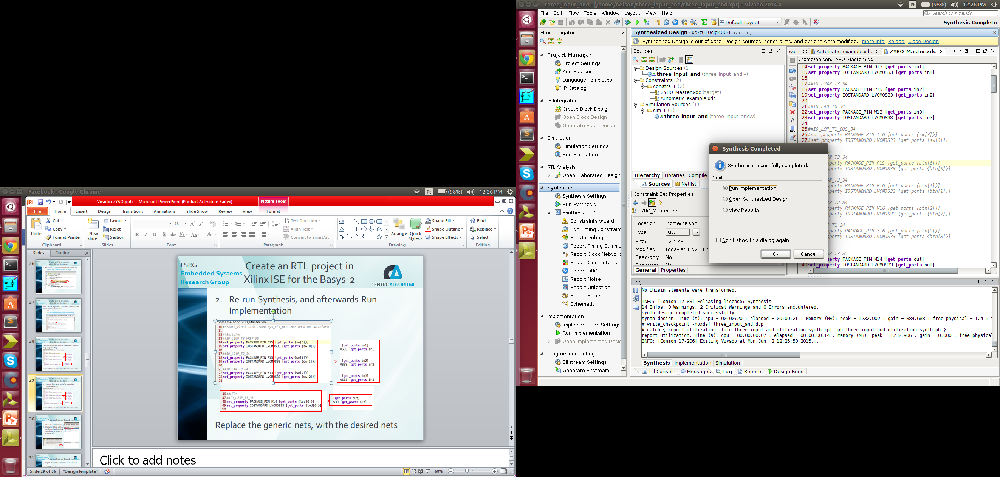 Facebook - Google Chrome
Pt
(98%)
12:26 PM
Vivado+ZYBO.pptx - Microsoft PowerPoint (Product Activation Failed)
Picture Tools
File Home Insert Design Transitions Animations Slide Show Review View Format
Paste
Cut
Copy
Format Painter
Clipboard
New Slide
Layout
Reset
Section
Slides
28
Font
Text Direction
Align Text
Convert to SmartArt
Paragraph
Arrange
Quick Styles
Shape Fill
Shape Outline
Shape Effects
Drawing
Find
Replace
Select
Editing
Slides Outline
26
27
28
29
30
31
ESRG
Embedded Systems
Research Group
Create an RTL project in
Xilinx ISE for the Basys-2
CENTROALGORITMI
2. Re-run Synthesis, and afterwards Run
Implementation
/home/nelson/ZYBO_Master.xdc
10 #create_clock -add -name sys_clk_pin -period 8.00 -waveform
11
12 ##Switches
13 ##IO_L19N_T3_VREF_35
14 set_property PACKAGE_PIN G15 [get_ports {sw[0]}]
15 set_property IOSTANDARD LVCMOS33 [get_ports {sw[0]}]
16
17 ##IO_L24P_T3_34
18 set_property PACKAGE_PIN P15 [get_ports {sw[1]}]
19 set_property IOSTANDARD LVCMOS33 [get_ports {sw[1]}]
20
21 ##IO_L4N_T0_34
22 set_property PACKAGE_PIN W13 [get_ports {sw[2]}]
23 set_property IOSTANDARD LVCMOS33 [get_ports {sw[2]}]
24
[get_ports in1]
IOS33 [get_ports in1]
[get_ports in2]
IOS33 [get_ports in2]
[get_ports in3]
IOS33 [get_ports in3]
46 ##LEDs
47 ##IO_L23P_T3_35
48 set_property PACKAGE_PIN M14 [get_ports {led[0]}]
49 set_property IOSTANDARD LVCMOS33 [get_ports {led[0]}]
50
[get_ports out]
S33 [get_ports out]
Replace the generic nets, with the desired nets
Click to add notes
Slide 29 of 56
"DesignTemplate"
68%
three_input_and - [/home/nelson/three_input_and/three_input_and.xpr] - Vivado 2014.4
Pt
(98%)
12:26 PM
File Edit Flow Tools Window Layout View Help
Search commands
Default Layout
Synthesis Complete
Flow Navigator
Project Manager
Project Settings
Add Sources
Language Templates
IP Catalog
IP Integrator
Create Block Design
Open Block Design
Generate Block Design
Simulation
Simulation Settings
Run Simulation
RTL Analysis
Open Elaborated Design
Synthesis
Synthesis Settings
Run Synthesis
Synthesized Design
Constraints Wizard
Edit Timing Constrain
Set Up Debug
Report Timing Summa
Report Clock Network
Report Clock Interact
Report DRC
Report Noise
Report Utilization
Report Power
Schematic
Implementation
Implementation Settings
Run Implementation
Open Implemented Desig
Program and Debug
Bitstream Settings
Generate Bitstream
Synthesized Design - xc7z010clg400-1 (active)
Synthesized Design is out-of-date. Design sources, constraints, and options were modified. more info Reload Close Design
Sources
Design Sources (1)
three_input_and (three_input_and.v)
Constraints (2)
constrs_1 (2)
ZYBO_Master.xdc (target)
Automatic_example.xdc
Simulation Sources (1)
sim_1 (1)
three_input_and (three_input_and.v)
Hierarchy Libraries Compile
Sources Netlist
Constraint Set Properties
ZYBO_Master.xdc
Location: /home/nelson
Type: XDC
Size: 12.4 KB
Modified: Today at 12:25:12
Read-only: No
Encrypted: No
General Properties
evice Automatic_example.xdc ZYBO_Master.xdc
/home/nelson/ZYBO_Master.xdc
14 set_property PACKAGE_PIN G15 [get_ports in1]
15 set_property IOSTANDARD LVCMOS33 [get_ports in1]
16
17 ##IO_L24P_T3_34
18 set_property PACKAGE_PIN P15 [get_ports in2]
19 set_property IOSTANDARD LVCMOS33 [get_ports in2]
20
21 ##IO_L4N_T0_34
22 set_property PACKAGE_PIN W13 [get_ports in3]
23 set_property IOSTANDARD LVCMOS33 [get_ports in3]
24
25 ##IO_L9P_T1_DQS_34
26 #set_property PACKAGE_PIN T16 [get_ports {sw[3]}]
27 #set_property IOSTANDARD LVCMOS33 [get_ports {sw[3]}]
ns
N_T3_34
operty PACKAGE_PIN R18 [get_ports {btn[0]}]
operty IOSTANDARD LVCMOS33 [get_ports {btn[0]}]
N_T3_34
operty PACKAGE_PIN P16 [get_ports {btn[1]}]
operty IOSTANDARD LVCMOS33 [get_ports {btn[1]}]
P_T2_34
operty PACKAGE_PIN V16 [get_ports {btn[2]}]
operty IOSTANDARD LVCMOS33 [get_ports {btn[2]}]
_T1_34
operty PACKAGE_PIN Y16 [get_ports {btn[3]}]
operty IOSTANDARD LVCMOS33 [get_ports {btn[3]}]
P_T3_35
operty PACKAGE_PIN M14 [get_ports out]
49 set_property IOSTANDARD LVCMOS33 [get_ports out]
Synthesis Completed
Synthesis successfully completed.
Next
Run Implementation
Open Synthesized Design
View Reports
Don't show this dialog again
OK Cancel
Log
No Unisim elements were transformed.
INFO: [Common 17-83] Releasing license: Synthesis
14 Infos, 0 Warnings, 2 Critical Warnings and 0 Errors encountered.
synth_design completed successfully
synth_design: Time (s): cpu = 00:00:20 ; elapsed = 00:00:21 . Memory (MB): peak = 1232.902 ; gain = 384.688 ; free physical = 124 ;
# write_checkpoint -noxdef three_input_and.dcp
# catch { report_utilization -file three_input_and_utilization_synth.rpt -pb three_input_and_utilization_synth.pb }
report_utilization: Time (s): cpu = 00:00:00.07 ; elapsed = 00:00:00.14 . Memory (MB): peak = 1232.906 ; gain = 0.000 ; free physica
INFO: [Common 17-206] Exiting Vivado at Mon Jun 8 12:25:53 2015...
Synthesis Implementation Simulation
Tcl Console Messages Log Reports Design Runs